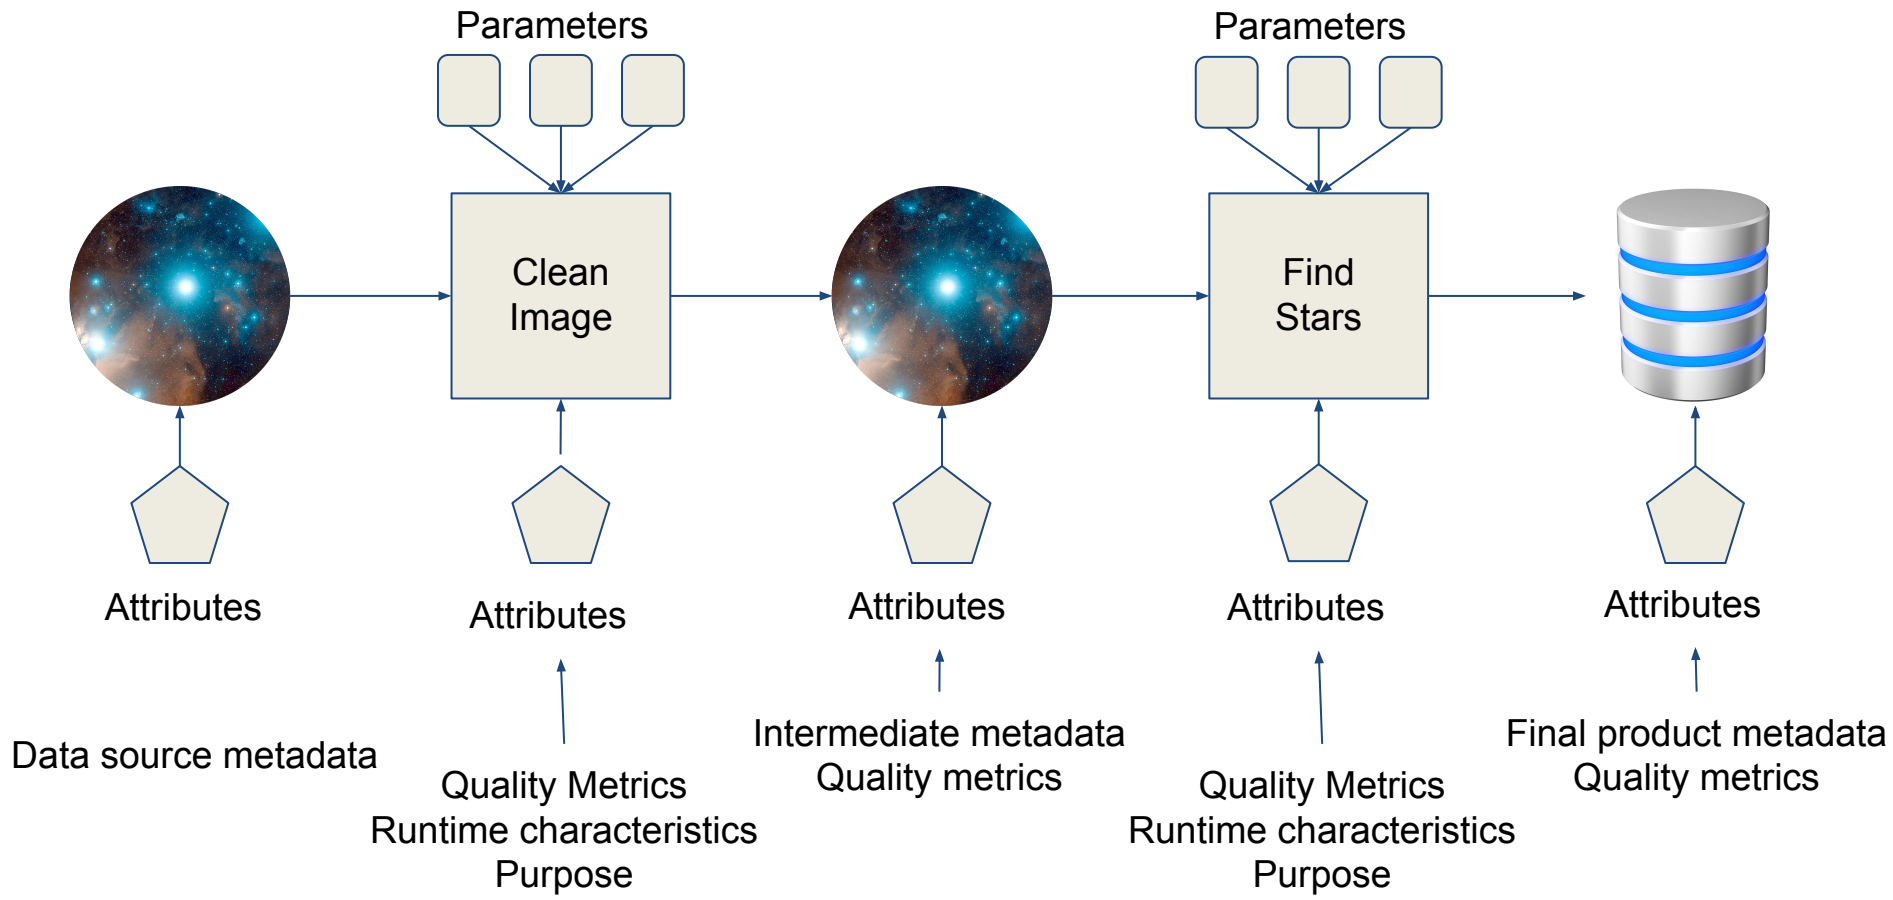 Parameters
Parameters
Clean
Image
Find
Stars
Attributes
Attributes
Attributes
Attributes
Attributes
Data source metadata
Quality Metrics
Runtime characteristics
Purpose
Intermediate metadata
Quality metrics
Quality Metrics
Runtime characteristics
Purpose
Final product metadata
Quality metrics